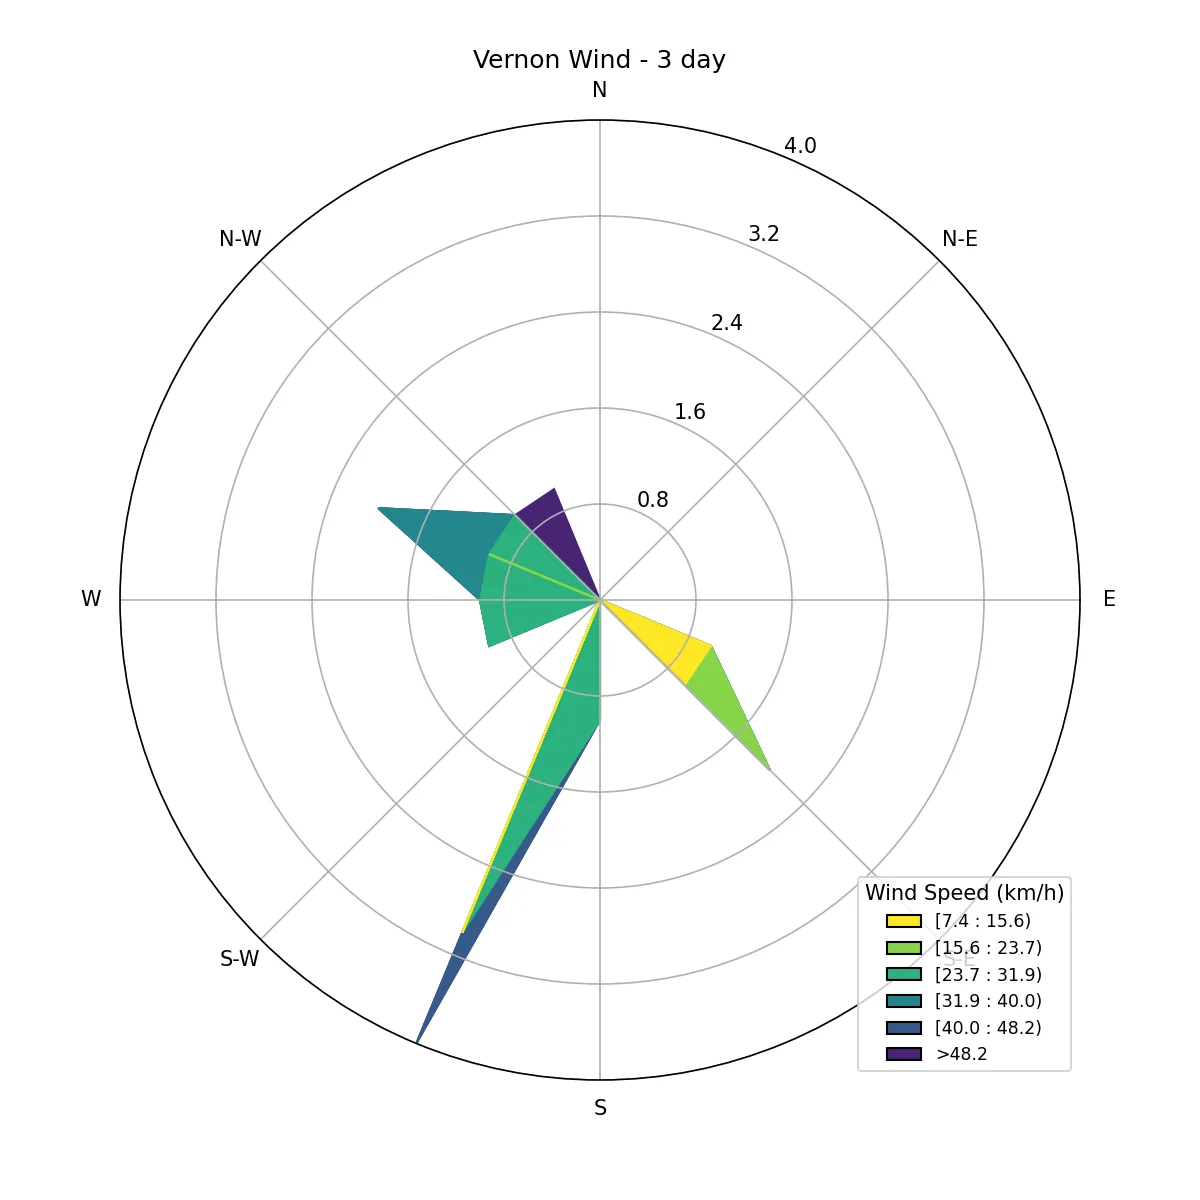 Vernon Wind - 3 day
N
4.0
N-W
3.2
N-E
2.4
1.6
0.8
W
E
Wind Speed (km/h)
[7.4 : 15.6)
[15.6 : 23.7)
S-W
S-E
[23.7 : 31.9)
[31.9 : 40.0)
[40.0 : 48.2)
>48.2
S